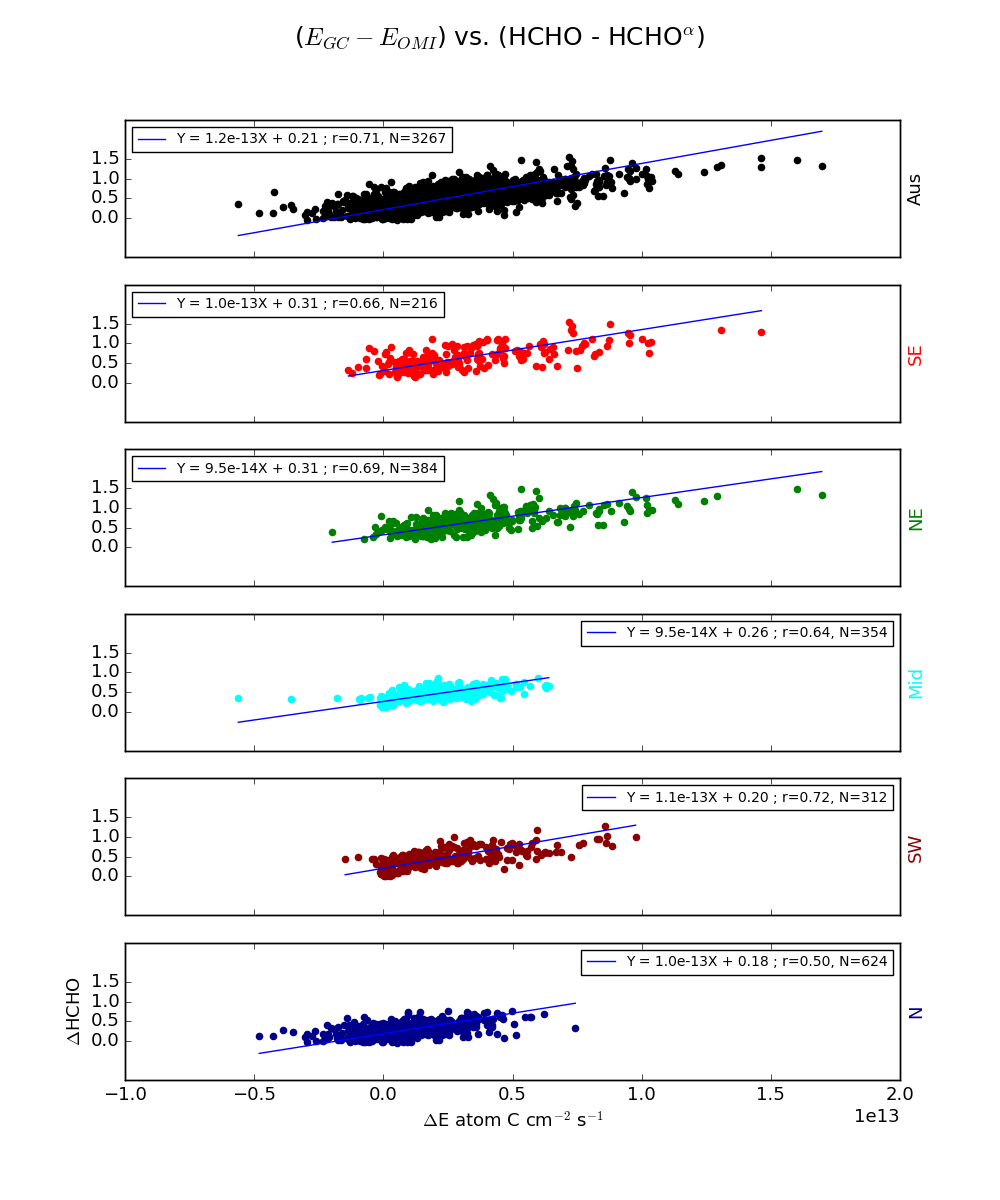 (E_GC − E_OMI) vs. (HCHO - HCHO^α)
Y = 1.2e-13X + 0.21 ; r=0.71, N=3267
1.5
1.0
0.5
0.0
Aus
Y = 1.0e-13X + 0.31 ; r=0.66, N=216
1.5
1.0
0.5
0.0
SE
Y = 9.5e-14X + 0.31 ; r=0.69, N=384
1.5
1.0
0.5
0.0
NE
Y = 9.5e-14X + 0.26 ; r=0.64, N=354
1.5
1.0
0.5
0.0
Mid
Y = 1.1e-13X + 0.20 ; r=0.72, N=312
1.5
1.0
0.5
0.0
SW
Y = 1.0e-13X + 0.18 ; r=0.50, N=624
1.5
1.0
0.5
0.0
ΔHCHO
N
−1.0 −0.5 0.0 0.5 1.0 1.5 2.0
1e13
ΔE atom C cm⁻² s⁻¹